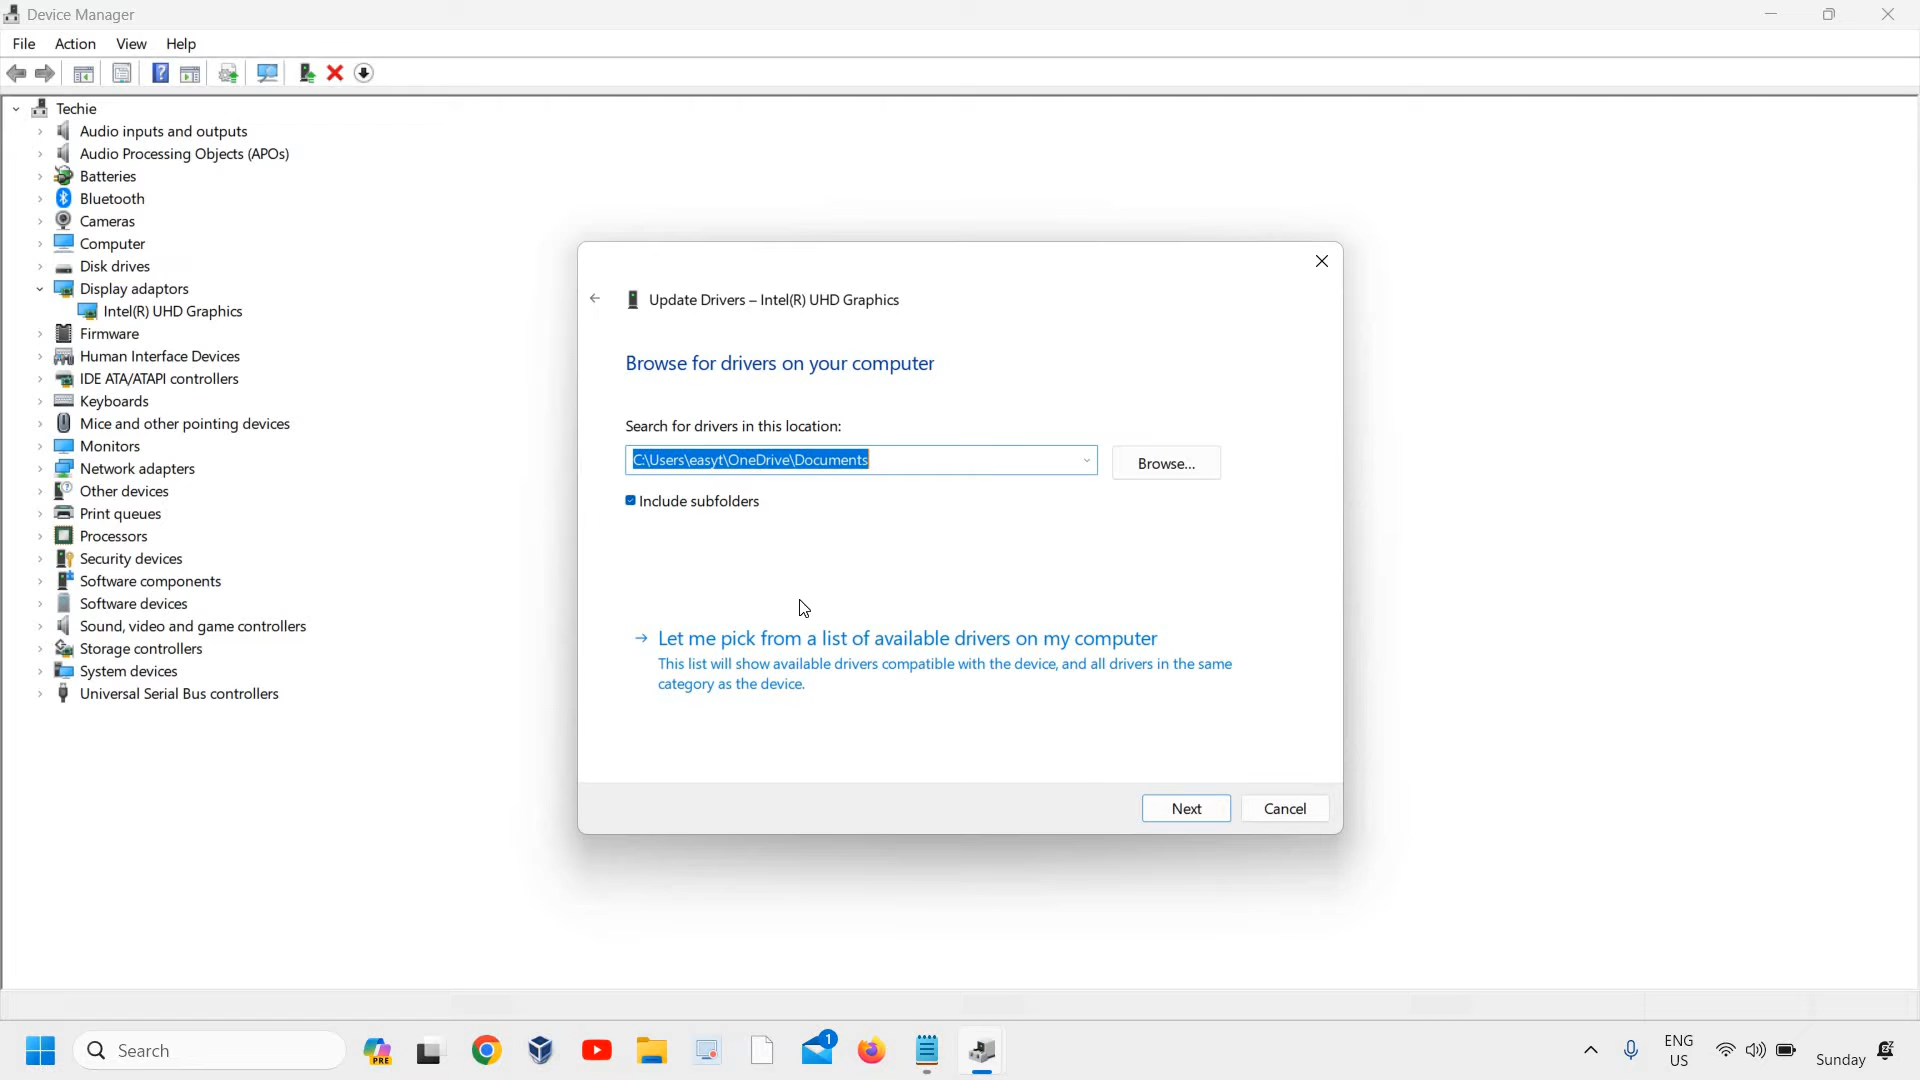 Device Manager
File Action View Help
Techie
Audio inputs and outputs
Audio Processing Objects (APOs)
Batteries
Bluetooth
Cameras
Computer
Disk drives
Display adaptors
Intel(R) UHD Graphics
Firmware
Human Interface Devices
IDE ATA/ATAPI controllers
Keyboards
Mice and other pointing devices
Monitors
Network adapters
Other devices
Print queues
Processors
Security devices
Software components
Software devices
Sound, video and game controllers
Storage controllers
System devices
Universal Serial Bus controllers
Update Drivers – Intel(R) UHD Graphics
Browse for drivers on your computer
Search for drivers in this location:
C:\Users\easyt\OneDrive\Documents
Browse...
Include subfolders
Let me pick from a list of available drivers on my computer
This list will show available drivers compatible with the device, and all drivers in the same
category as the device.
Next Cancel
Search
PRE
1
ENG
US
Sunday